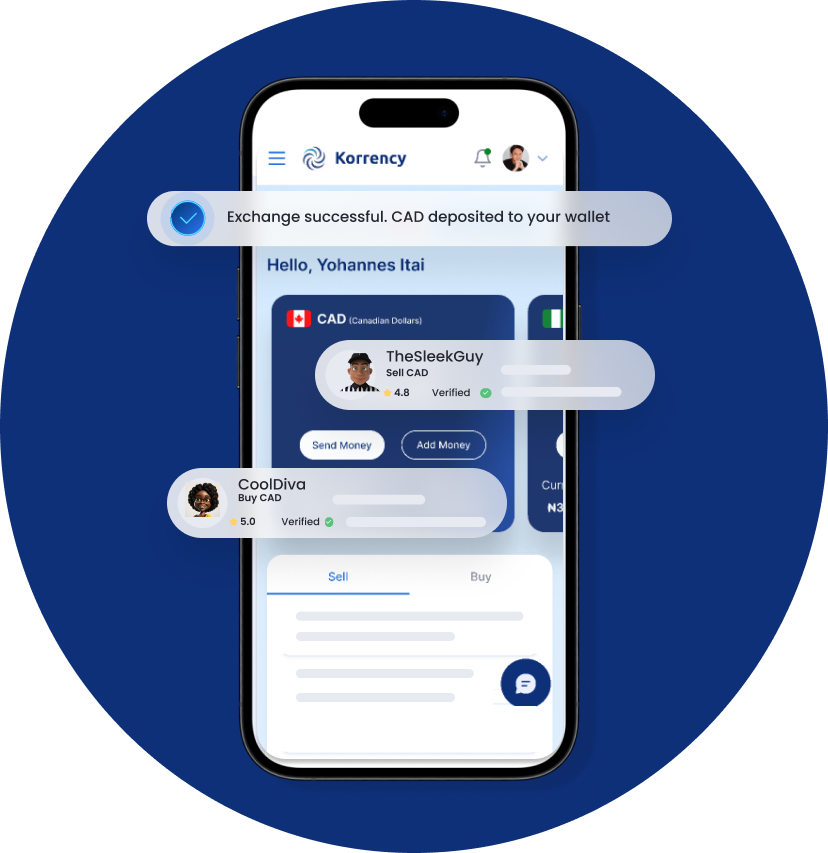 Korrency
Exchange successful. CAD deposited to your wallet
Hello, Yohannes Itai
CAD (Canadian Dollars)
TheSleekGuy
Sell CAD
4.8 Verified
Send Money Add Money
CoolDiva
Buy CAD
5.0 Verified
Curr
₦3
Sell Buy